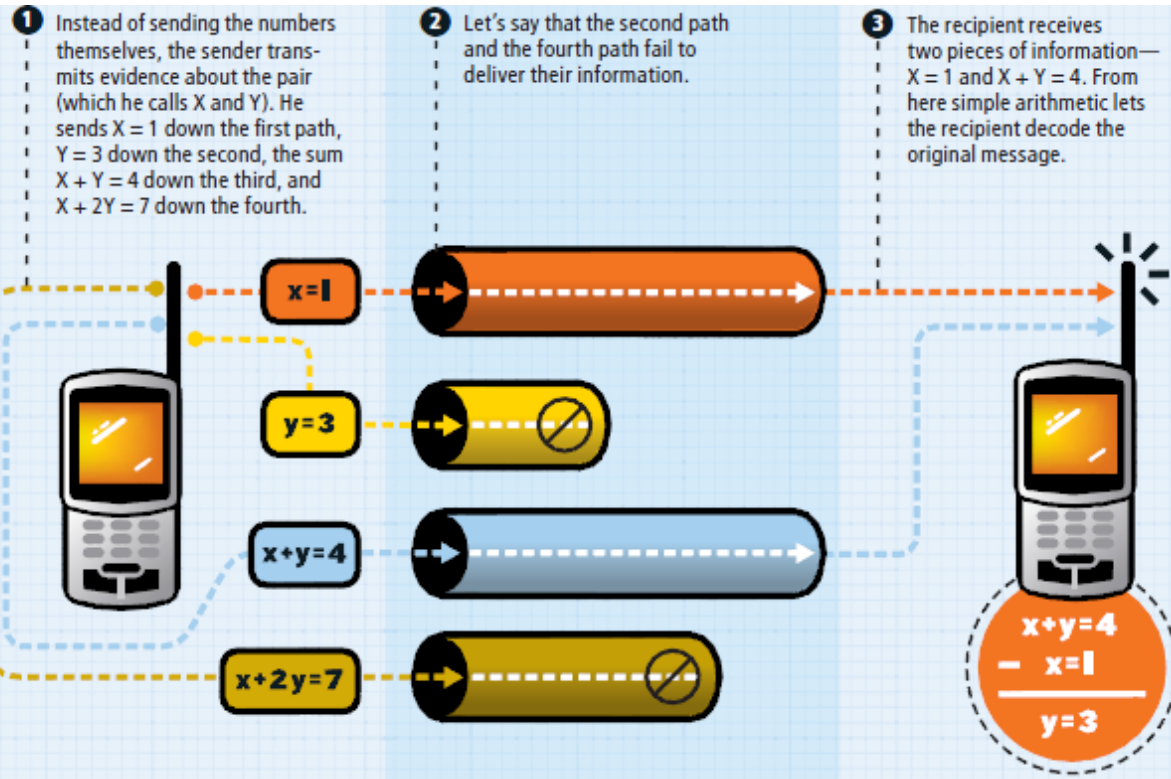 1 Instead of sending the numbers
themselves, the sender trans-
mits evidence about the pair
(which he calls X and Y). He
sends X = 1 down the first path,
Y = 3 down the second, the sum
X + Y = 4 down the third, and
X + 2Y = 7 down the fourth.
2 Let's say that the second path
and the fourth path fail to
deliver their information.
3 The recipient receives
two pieces of information—
X = 1 and X + Y = 4. From
here simple arithmetic lets
the recipient decode the
original message.
x=1
y=3
x+y=4
x+2y=7
x+y=4
– x=1
y=3